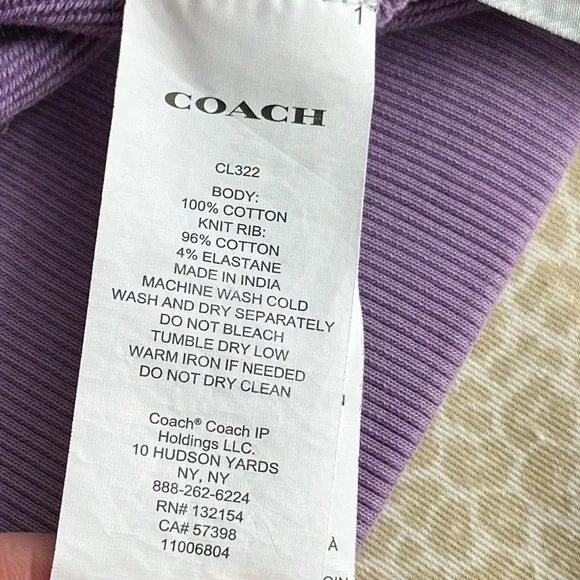 1
COACH
CL322
BODY:
100% COTTON
KNIT RIB:
96% COTTON
4% ELASTANE
MADE IN INDIA
MACHINE WASH COLD
WASH AND DRY SEPARATELY
DO NOT BLEACH
TUMBLE DRY LOW
WARM IRON IF NEEDED
DO NOT DRY CLEAN
Coach® Coach IP
Holdings LLC.
10 HUDSON YARDS
NY, NY
888-262-6224
RN# 132154
CA# 57398
11006804
À